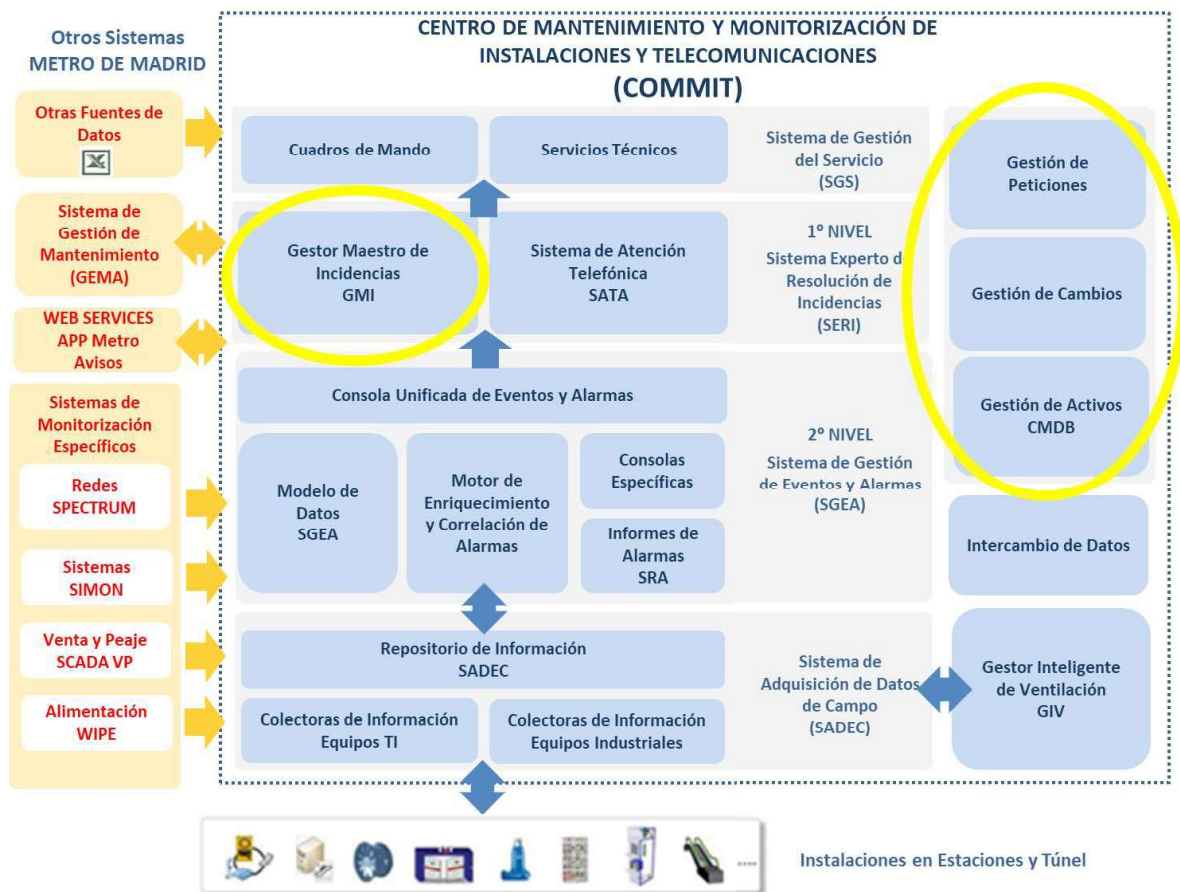 Otros Sistemas
METRO DE MADRID
CENTRO DE MANTENIMIENTO Y MONITORIZACIÓN DE
INSTALACIONES Y TELECOMUNICACIONES
(COMMIT)
Otras Fuentes de
Datos
Sistema de
Gestión de
Mantenimiento
(GEMA)
WEB SERVICES
APP Metro
Avisos
Sistemas de
Monitorización
Específicos
Redes
SPECTRUM
Sistemas
SIMON
Venta y Peaje
SCADA VP
Alimentación
WIPE
Cuadros de Mando
Servicios Técnicos
Sistema de Gestión
del Servicio
(SGS)
Gestor Maestro de
Incidencias
GMI
Sistema de Atención
Telefónica
SATA
1º NIVEL
Sistema Experto de
Resolución de
Incidencias
(SERI)
Consola Unificada de Eventos y Alarmas
Modelo de
Datos
SGEA
Motor de
Enriquecimiento
y Correlación de
Alarmas
Consolas
Específicas
Informes de
Alarmas
SRA
2º NIVEL
Sistema de Gestión
de Eventos y Alarmas
(SGEA)
Repositorio de Información
SADEC
Colectoras de Información
Equipos TI
Colectoras de Información
Equipos Industriales
Sistema de
Adquisición de Datos
de Campo
(SADEC)
Gestión de
Peticiones
Gestión de Cambios
Gestión de Activos
CMDB
Intercambio de Datos
Gestor Inteligente
de Ventilación
GIV
....
Instalaciones en Estaciones y Túnel